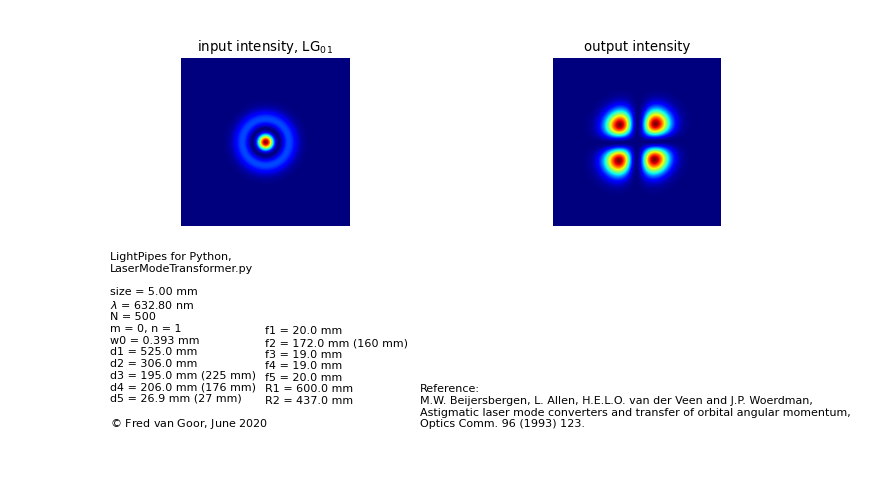 input intensity, LG₀₁
output intensity
LightPipes for Python,
LaserModeTransformer.py
size = 5.00 mm
λ = 632.80 nm
N = 500
m = 0, n = 1
w0 = 0.393 mm
d1 = 525.0 mm
d2 = 306.0 mm
d3 = 195.0 mm (225 mm)
d4 = 206.0 mm (176 mm)
d5 = 26.9 mm (27 mm)
© Fred van Goor, June 2020
f1 = 20.0 mm
f2 = 172.0 mm (160 mm)
f3 = 19.0 mm
f4 = 19.0 mm
f5 = 20.0 mm
R1 = 600.0 mm
R2 = 437.0 mm
Reference:
M.W. Beijersbergen, L. Allen, H.E.L.O. van der Veen and J.P. Woerdman,
Astigmatic laser mode converters and transfer of orbital angular momentum,
Optics Comm. 96 (1993) 123.